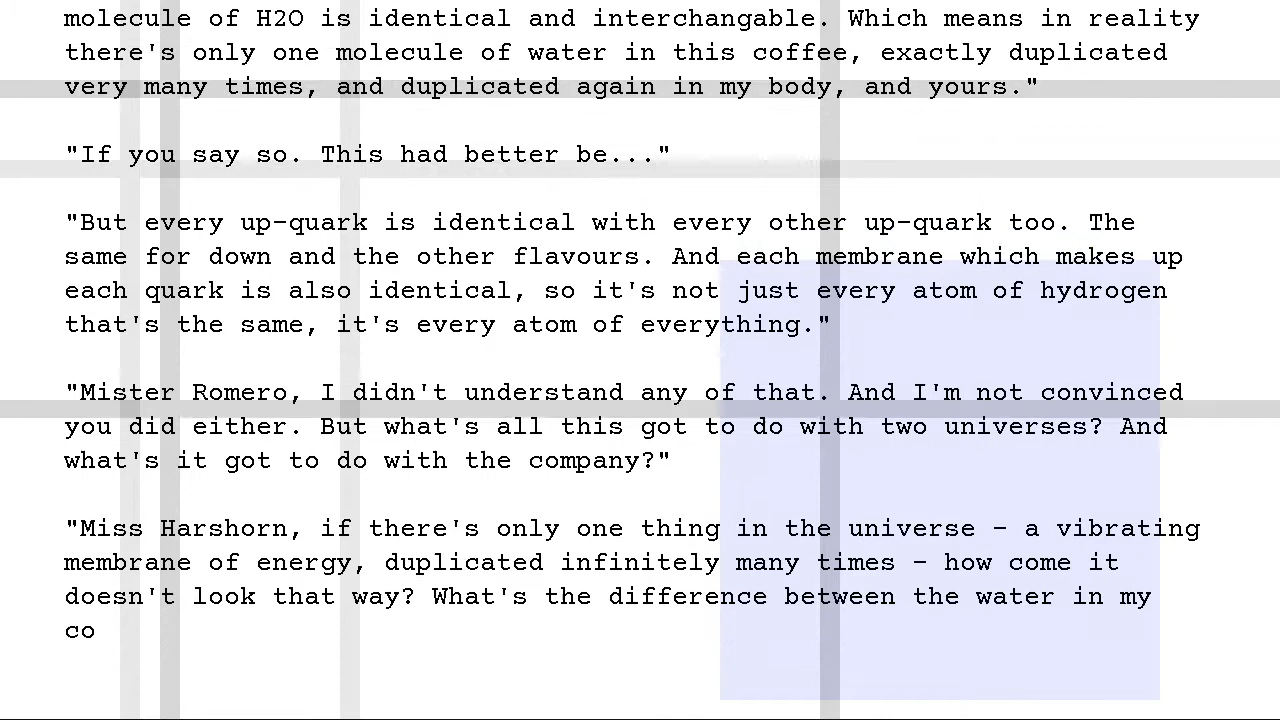 molecule of H2O is identical and interchangable. Which means in reality
there's only one molecule of water in this coffee, exactly duplicated
very many times, and duplicated again in my body, and yours."
"If you say so. This had better be..."
"But every up-quark is identical with every other up-quark too. The
same for down and the other flavours. And each membrane which makes up
each quark is also identical, so it's not just every atom of hydrogen
that's the same, it's every atom of everything."
"Mister Romero, I didn't understand any of that. And I'm not convinced
you did either. But what's all this got to do with two universes? And
what's it got to do with the company?"
"Miss Harshorn, if there's only one thing in the universe - a vibrating
membrane of energy, duplicated infinitely many times - how come it
doesn't look that way? What's the difference between the water in my
co